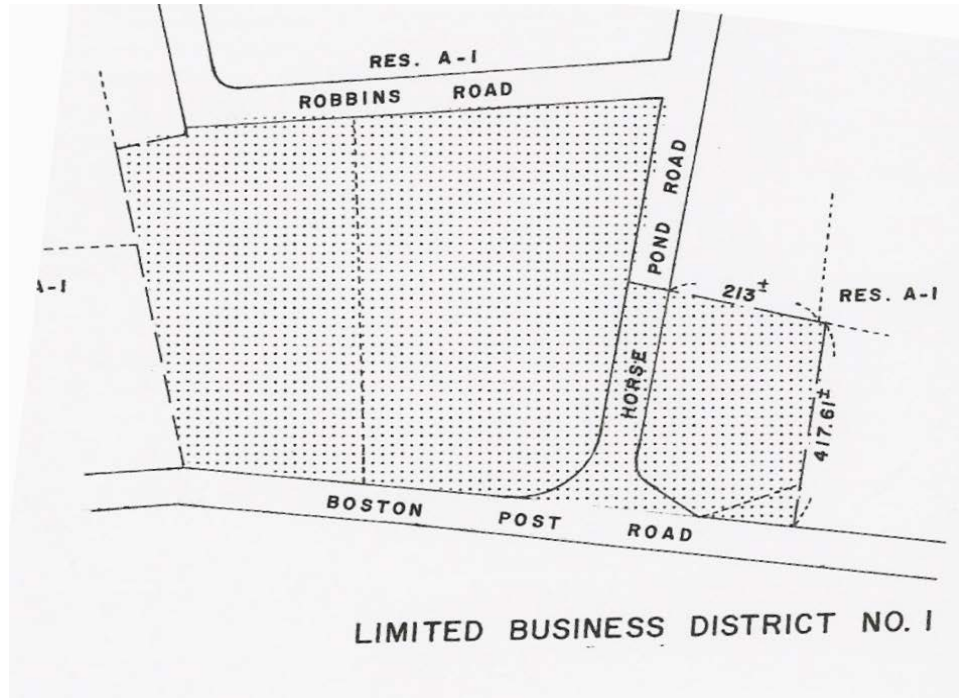 RES. A-1
ROBBINS ROAD
POND ROAD
213±
RES. A-1
A-1
HORSE
417.61±
BOSTON POST ROAD
LIMITED BUSINESS DISTRICT NO. 1